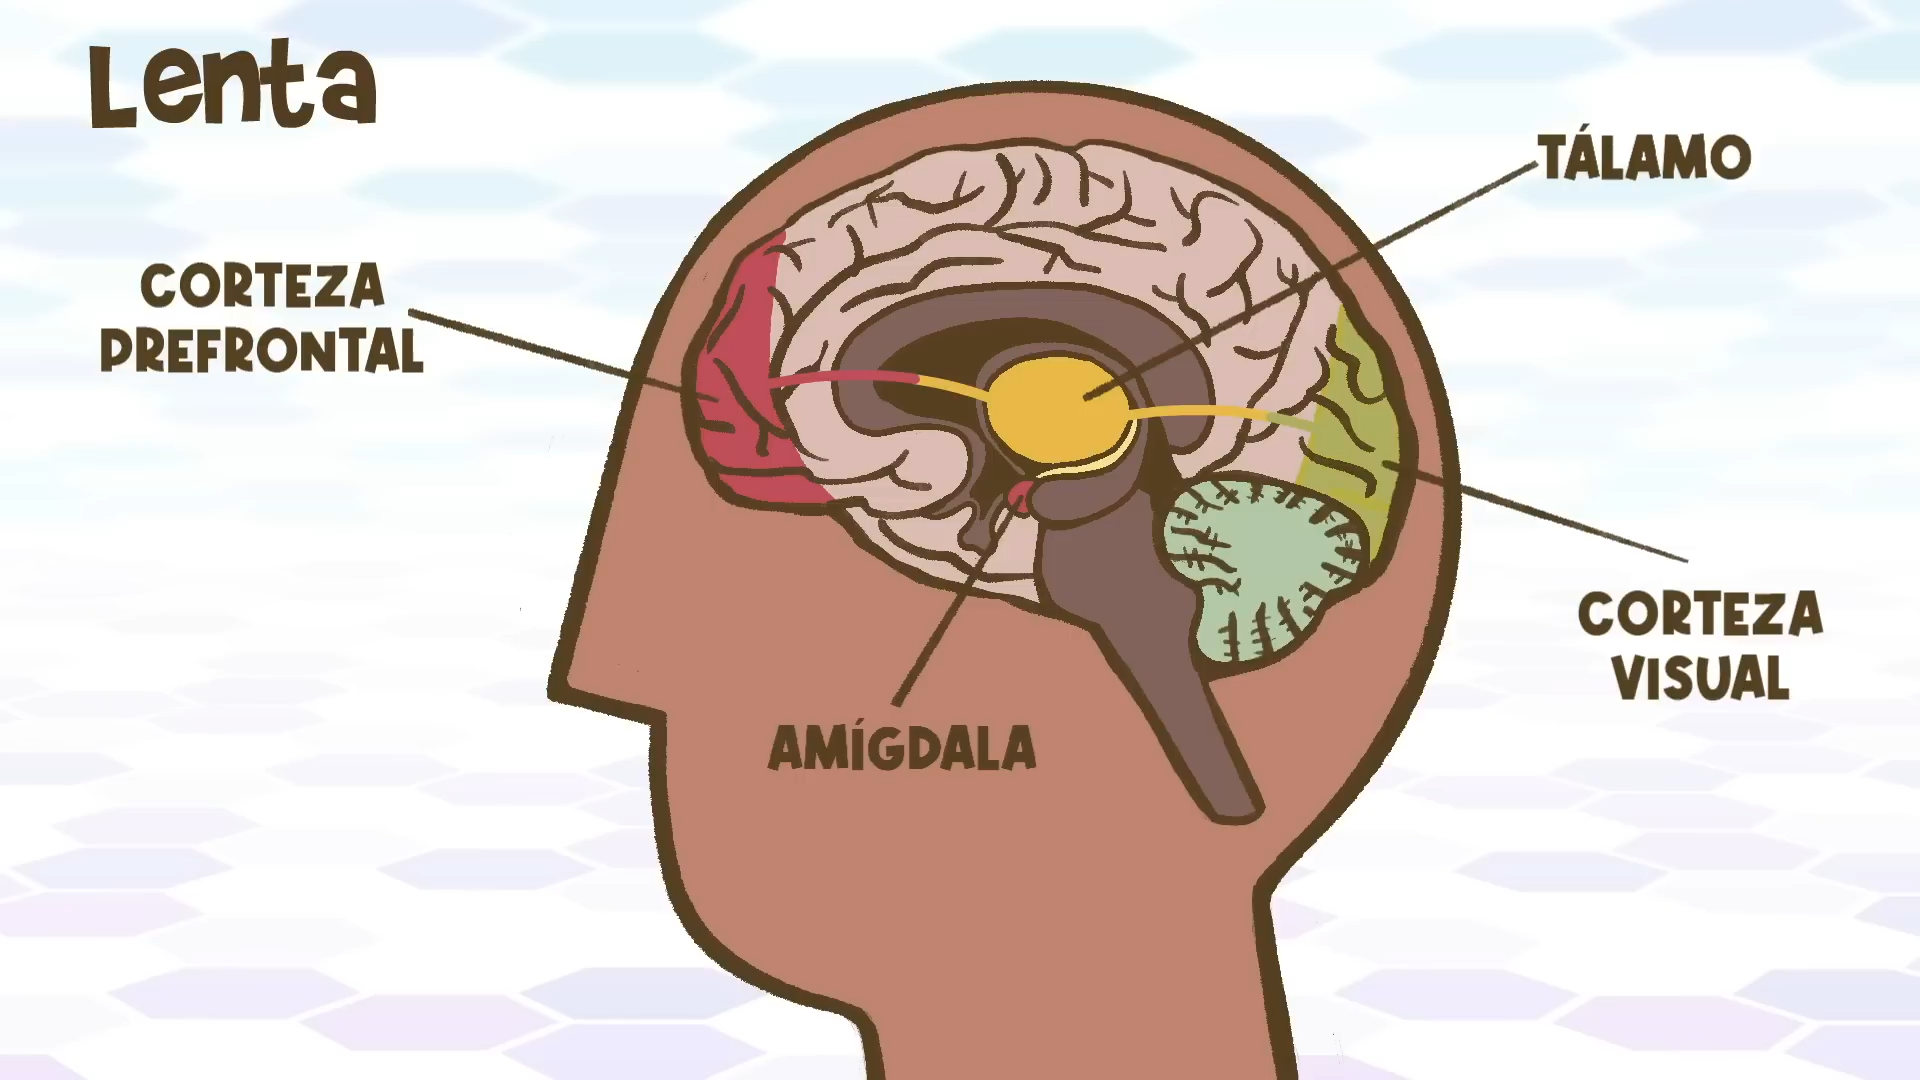 Lenta
TÁLAMO
CORTEZA
PREFRONTAL
CORTEZA
VISUAL
AMÍGDALA